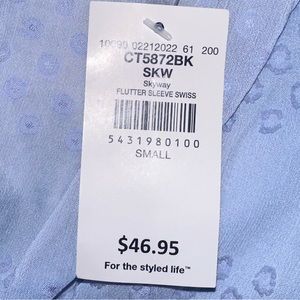 10090 02212022 61 200
CT5872BK
SKW
Skyway
FLUTTER SLEEVE SWISS
5431980100
SMALL
$46.95
For the styled life™